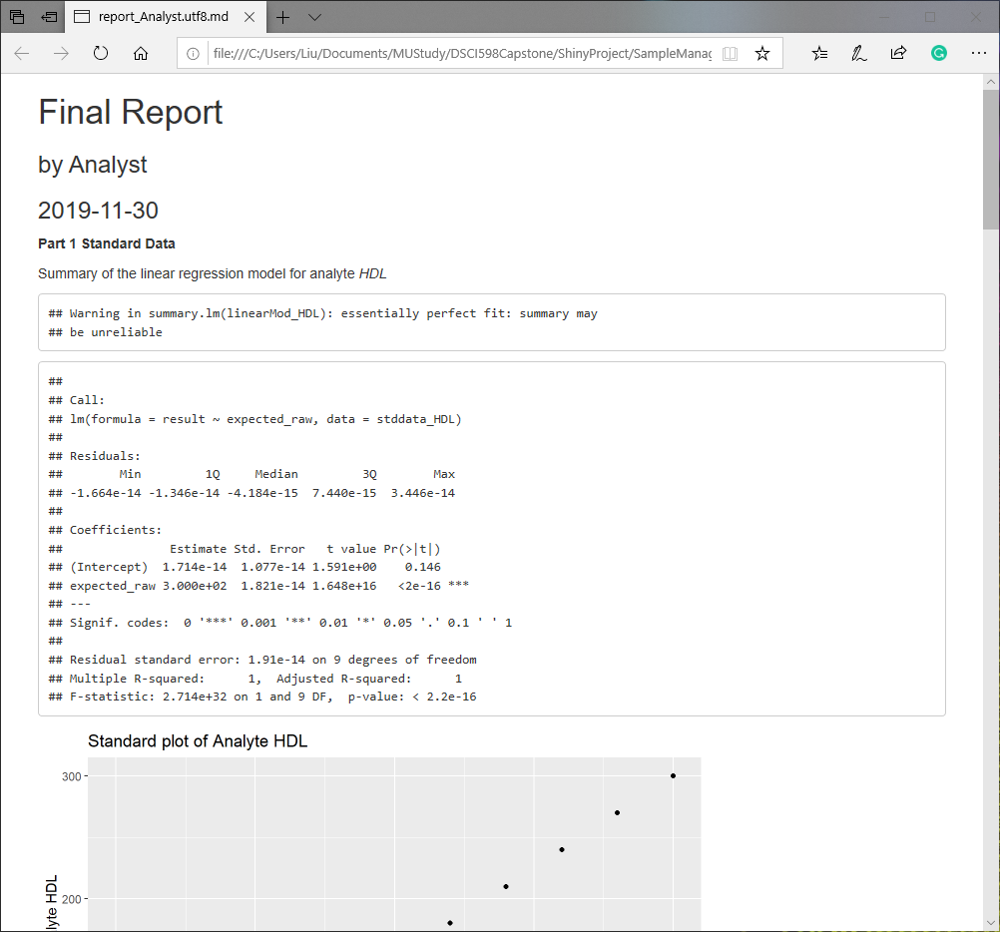 report_Analyst.utf8.md
file:///C:/Users/Liu/Documents/MUStudy/DSCI598Capstone/ShinyProject/SampleManag
Final Report
by Analyst
2019-11-30
Part 1 Standard Data
Summary of the linear regression model for analyte HDL
## Warning in summary.lm(linearMod_HDL): essentially perfect fit: summary may
## be unreliable
##
## Call:
## lm(formula = result ~ expected_raw, data = stddata_HDL)
##
## Residuals:
##        Min         1Q     Median         3Q        Max
## -1.664e-14 -1.346e-14 -4.184e-15  7.440e-15  3.446e-14
##
## Coefficients:
##               Estimate Std. Error   t value Pr(>|t|)
## (Intercept)  1.714e-14  1.077e-14 1.591e+00    0.146
## expected_raw 3.000e+02  1.821e-14 1.648e+16   <2e-16 ***
## ---
## Signif. codes:  0 '***' 0.001 '**' 0.01 '*' 0.05 '.' 0.1 ' ' 1
##
## Residual standard error: 1.91e-14 on 9 degrees of freedom
## Multiple R-squared:      1,  Adjusted R-squared:      1
## F-statistic: 2.714e+32 on 1 and 9 DF,  p-value: < 2.2e-16
Standard plot of Analyte HDL
300
200
lyte HDL